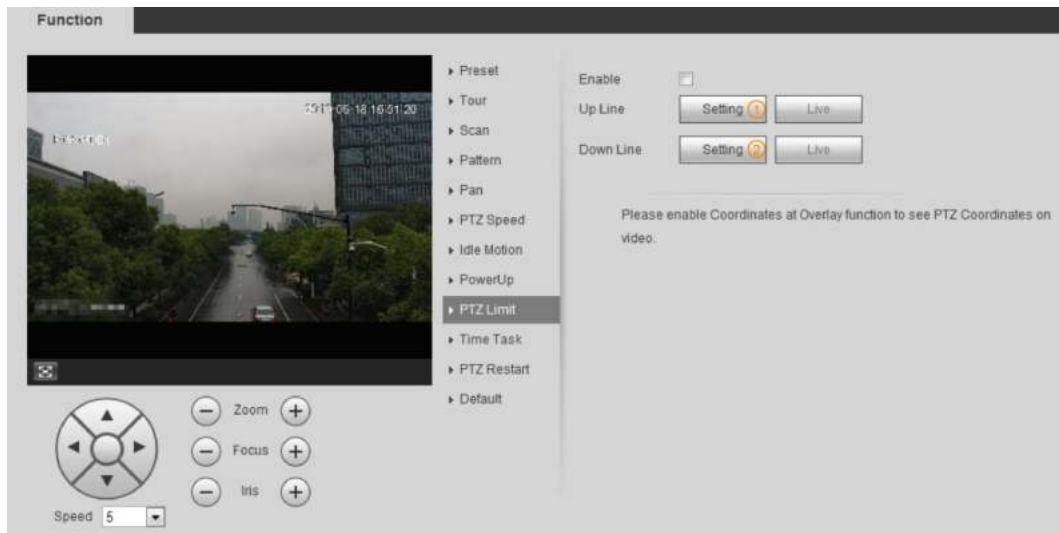 Function
Preset
Tour
Scan
Pattern
Pan
PTZ Speed
Idle Motion
PowerUp
PTZ Limit
Time Task
PTZ Restart
Default
Enable
Up Line Setting 1 Live
Down Line Setting 2 Live
Please enable Coordinates at Overlay function to see PTZ Coordinates on
video.
Zoom
Focus
Iris
Speed 5